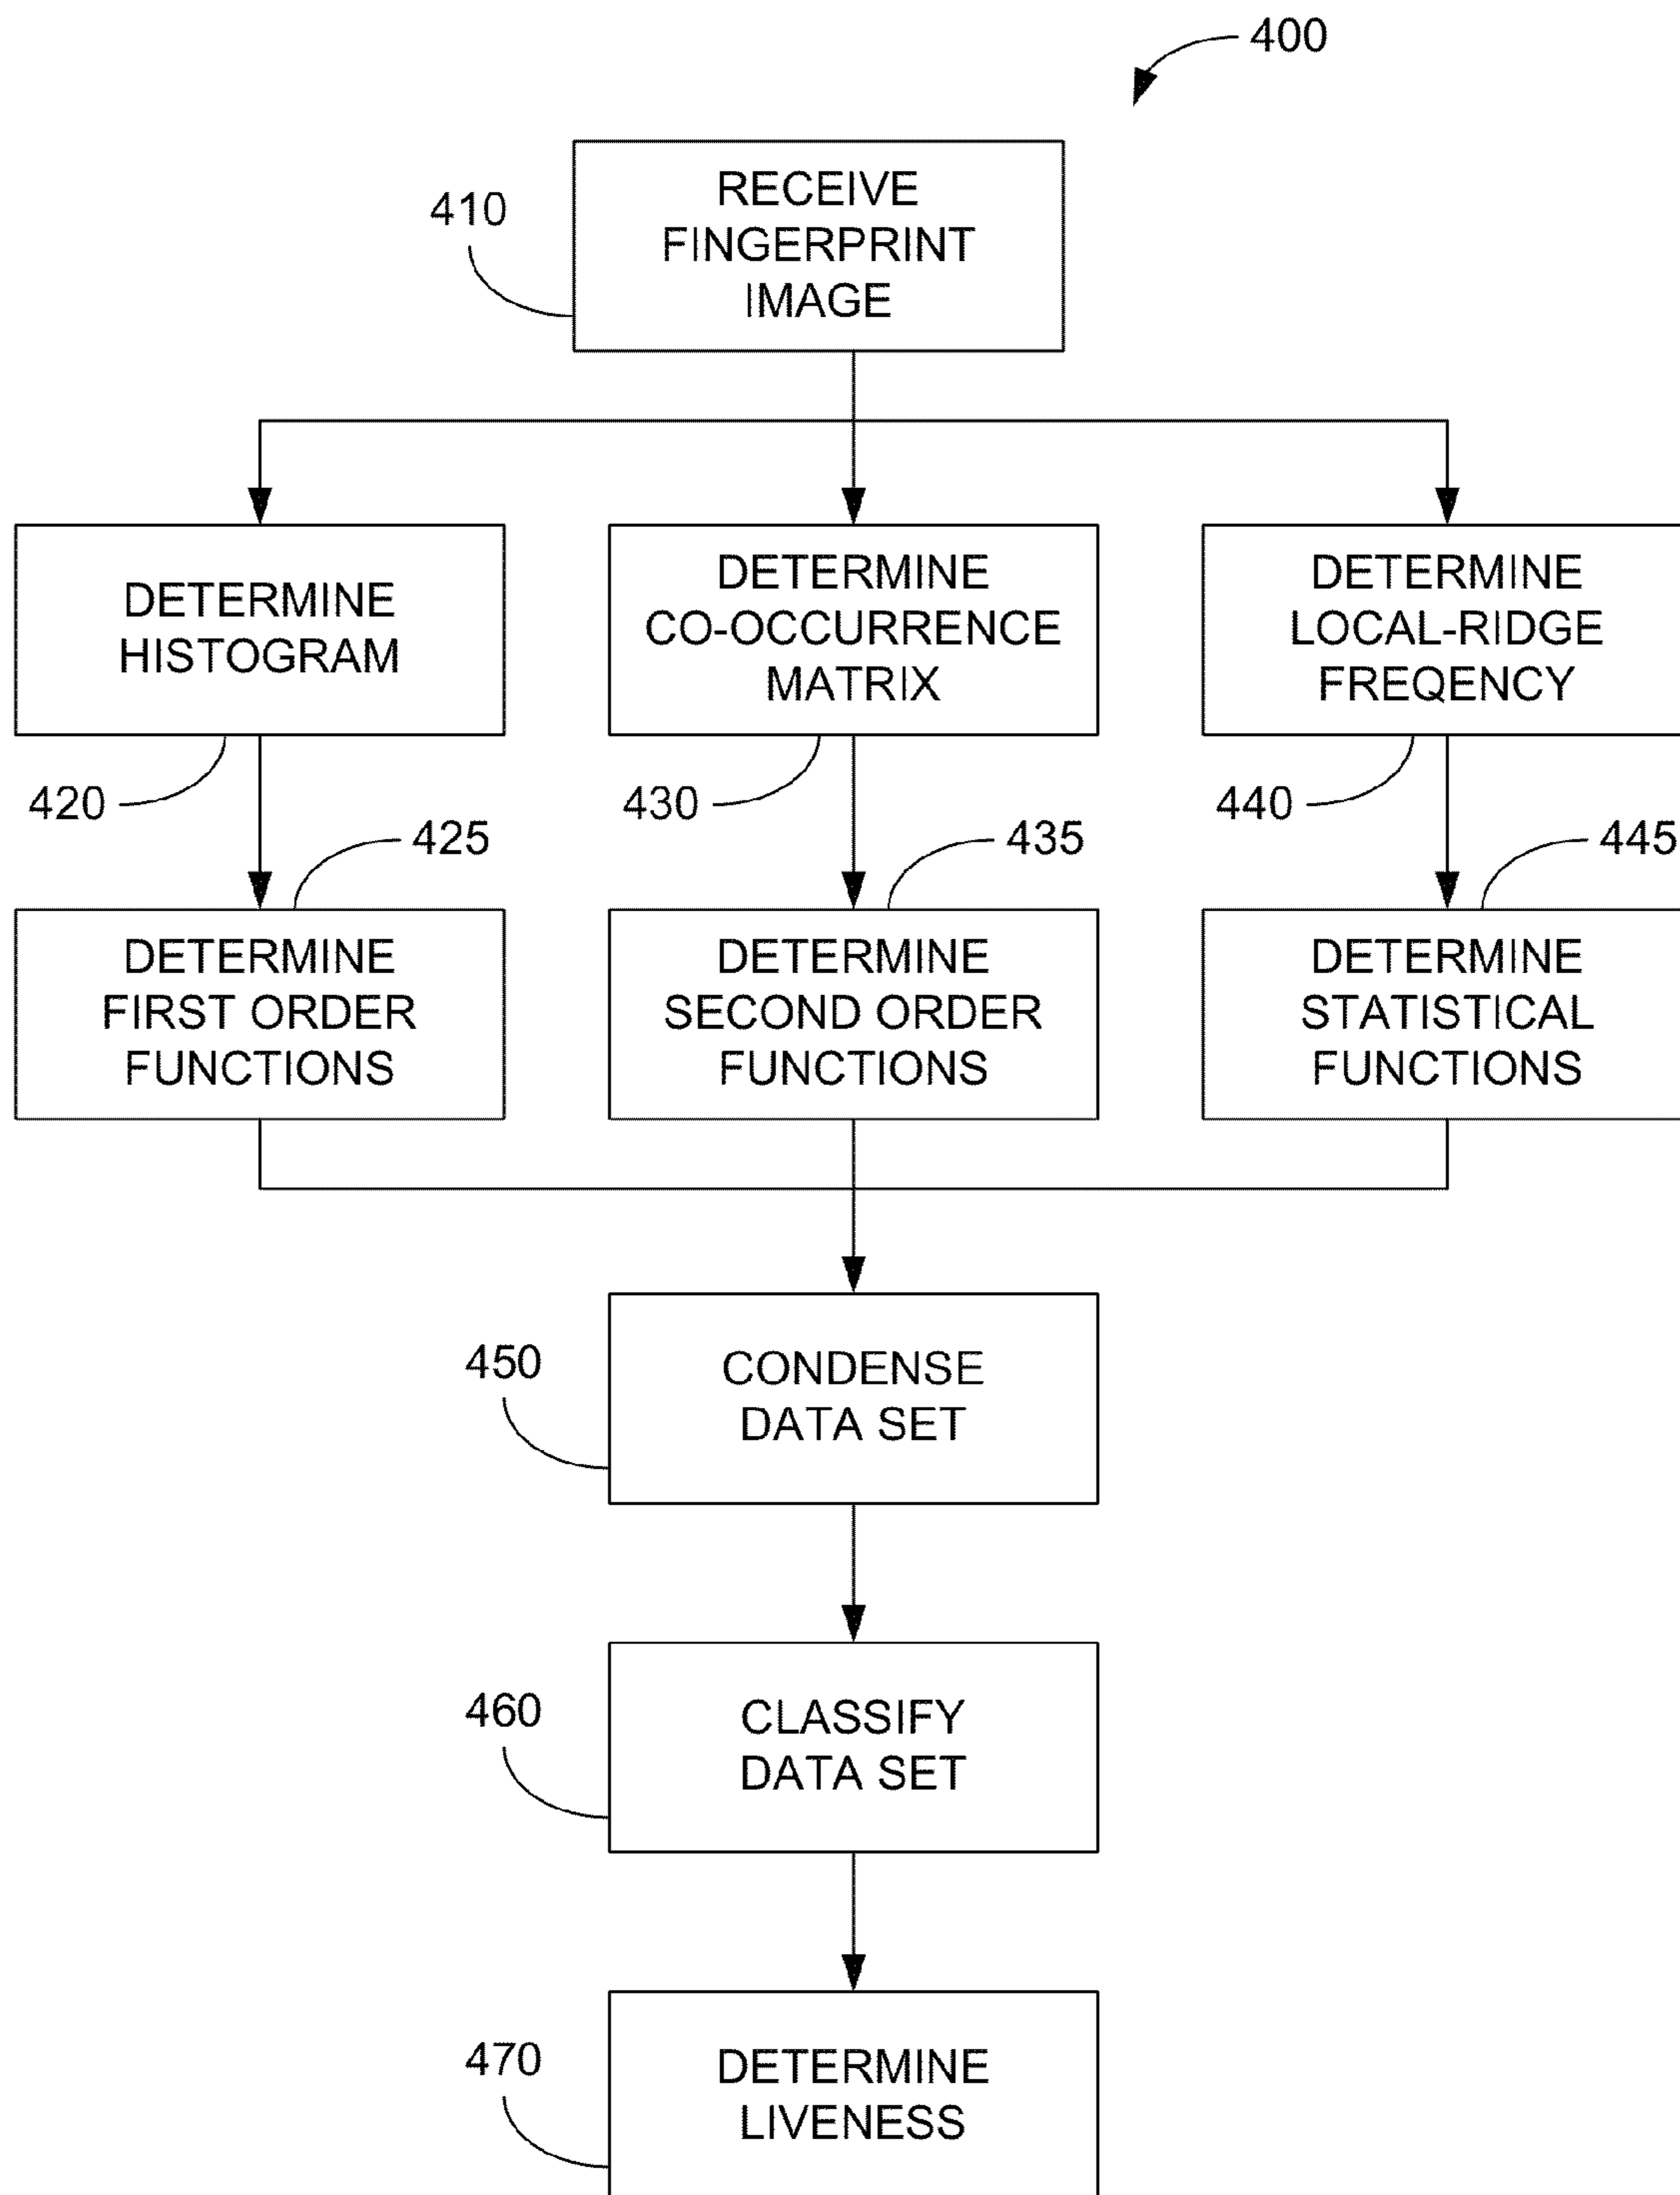 400
410
RECEIVE
FINGERPRINT
IMAGE
DETERMINE
HISTOGRAM
420
DETERMINE
CO-OCCURRENCE
MATRIX
430
DETERMINE
LOCAL-RIDGE
FREQENCY
440
425
DETERMINE
FIRST ORDER
FUNCTIONS
435
DETERMINE
SECOND ORDER
FUNCTIONS
445
DETERMINE
STATISTICAL
FUNCTIONS
450
CONDENSE
DATA SET
460
CLASSIFY
DATA SET
470
DETERMINE
LIVENESS